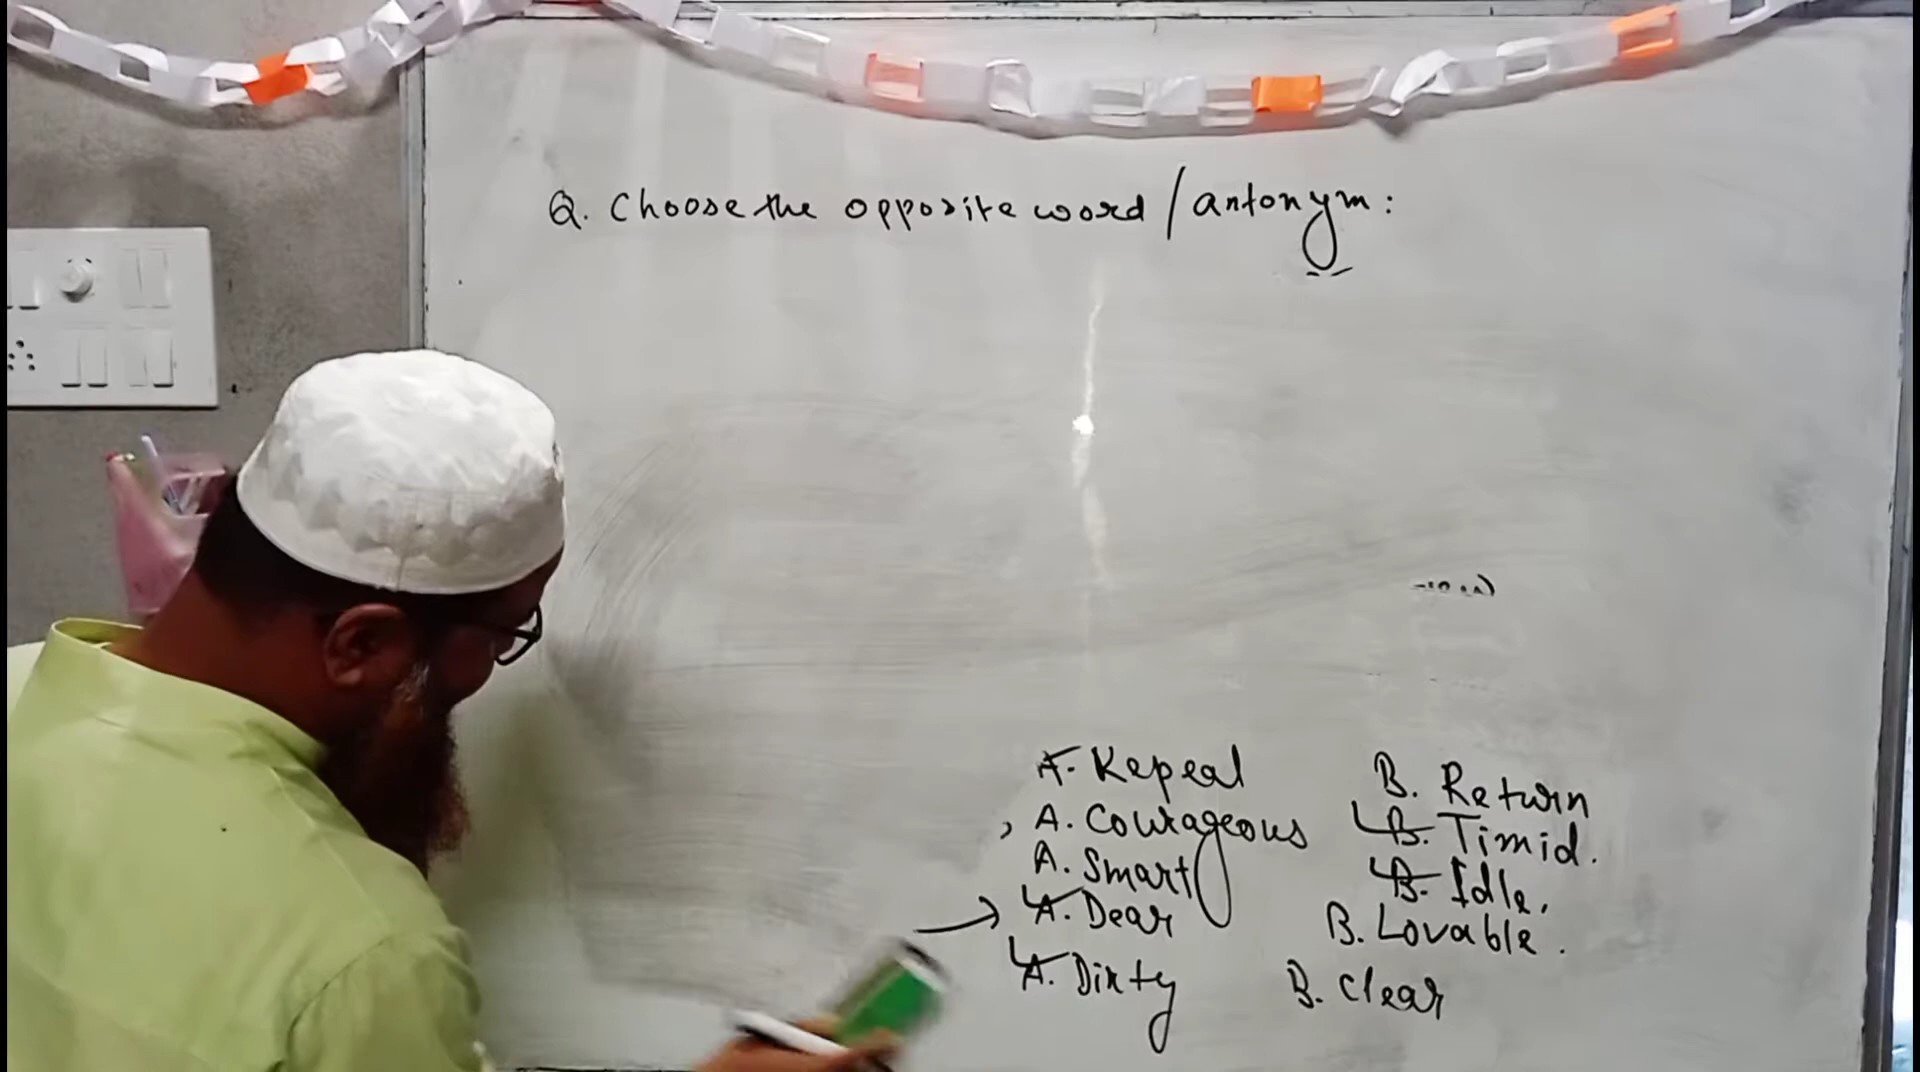 Q. Choose the opposite word / antonym:
A. Repeal B. Return
A. Courageous B. Timid.
A. Smart B. Idle.
A. Dear B. Lovable.
A. Dirty B. Clear